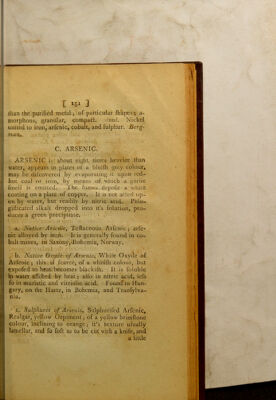 [ 151 ]
than the purified metal; of particular shapes; a-
morphous, granular, compact. 2nd. Nickel
united to iron, arsenic, cobalt, and sulphur. Berg-
man.
C. ARSENIC.
ARSENIC is about eight times heavier than
water, appears in plates of a bluish grey colour,
may be discovered by evaporating it upon red-
hot coal or iron, by means of which a garlic
smell is emitted. The fumes depose a white
coating on a plate of copper. It is not acted up-
on by water, but readily by nitric acid. Prus-
gisticated alkali dropped into its solution, pro-
duces a green precipitate.
a. Native Arsenic, Testaceous Arsenic; arse-
nic alloyed by iron. It is generally found in co-
balt mines, in Saxony, Bohemia, Norway.
b. Native Oxyde of Arsenic, White Oxyde of
Arsenic; this is scarce, of a whitish colour, but
exposed to heat becomes blackish. It is soluble
in water assisted by heat; also in nitric acid, less
so in muriatic and vitriolic acid. Found in Hun-
gary, on the Hartz, in Bohemia, and Transylva-
nia.
c. Sulphuret of Arsenic, Sulphureted Arsenic,
Realgar, yellow Orpiment; of a yellow brimstone
colour, inclining to orange; it's texture usually
lamellar, and so soft as to be cut with a knife, and
a little